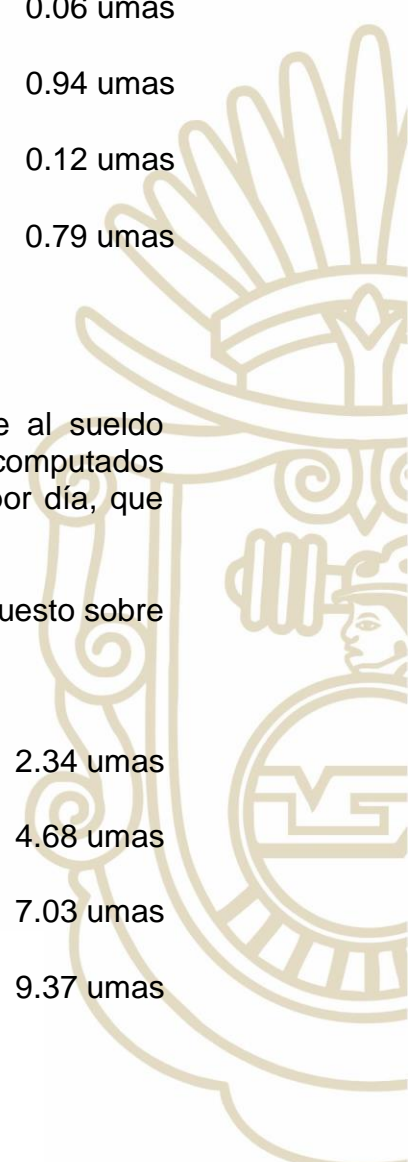 0.06 umas
0.94 umas
0.12 umas
0.79 umas
e al sueldo
computados
por día, que
uesto sobre
2.34 umas
4.68 umas
7.03 umas
9.37 umas